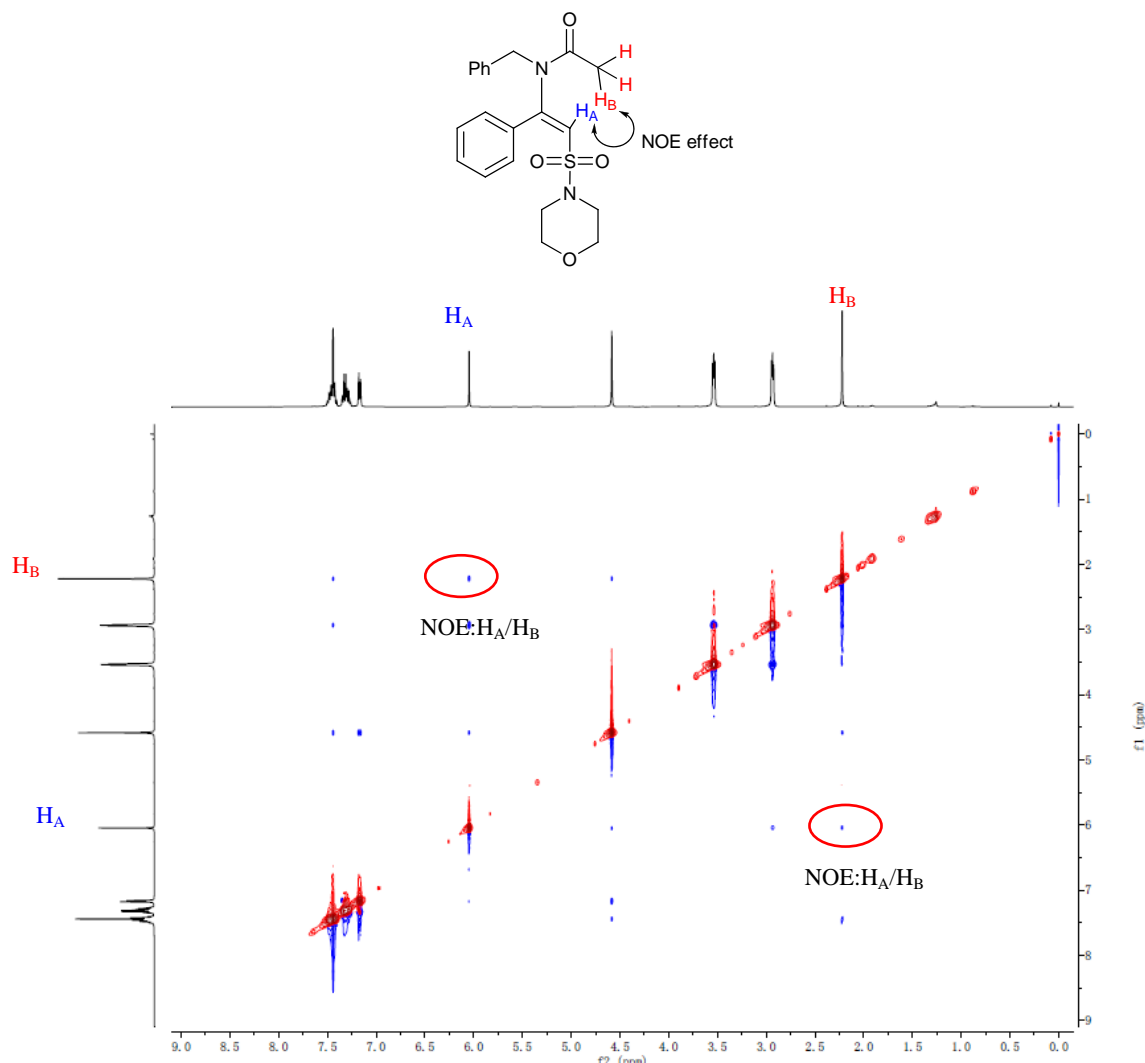 O
Ph
N
H
H
HB
HA
NOE effect
O
S
O
N
O
HA
HB
HB
NOE:HA/HB
HA
NOE:HA/HB
0
1
2
3
4
5
6
7
8
9
f1 (ppm)
9.0 8.5 8.0 7.5 7.0 6.5 6.0 5.5 5.0 4.5 4.0 3.5 3.0 2.5 2.0 1.5 1.0 0.5 0.0
f2 (ppm)